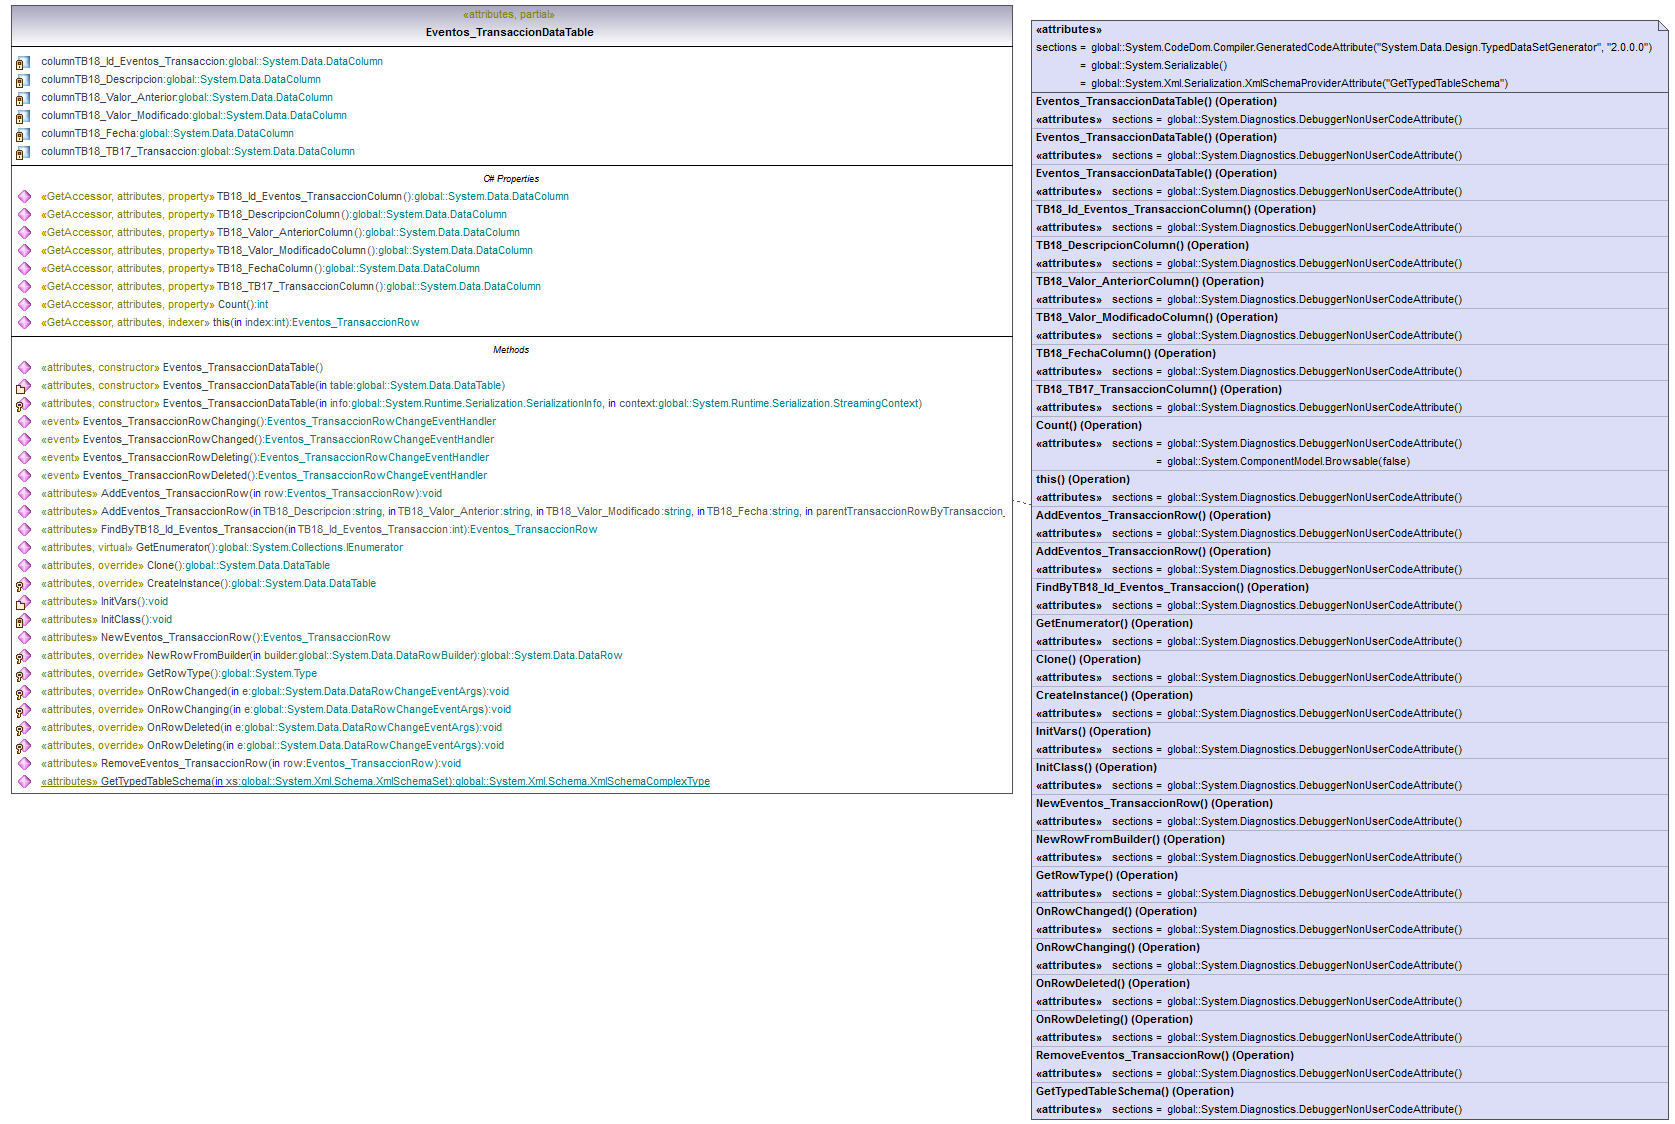 «attributes, partial»
Eventos_TransaccionDataTable
columnTB18_Id_Eventos_Transaccion:global::System.Data.DataColumn
columnTB18_Descripcion:global::System.Data.DataColumn
columnTB18_Valor_Anterior:global::System.Data.DataColumn
columnTB18_Valor_Modificado:global::System.Data.DataColumn
columnTB18_Fecha:global::System.Data.DataColumn
columnTB18_TB17_Transaccion:global::System.Data.DataColumn
C# Properties
«GetAccessor, attributes, property» TB18_Id_Eventos_TransaccionColumn():global::System.Data.DataColumn
«GetAccessor, attributes, property» TB18_DescripcionColumn():global::System.Data.DataColumn
«GetAccessor, attributes, property» TB18_Valor_AnteriorColumn():global::System.Data.DataColumn
«GetAccessor, attributes, property» TB18_Valor_ModificadoColumn():global::System.Data.DataColumn
«GetAccessor, attributes, property» TB18_FechaColumn():global::System.Data.DataColumn
«GetAccessor, attributes, property» TB18_TB17_TransaccionColumn():global::System.Data.DataColumn
«GetAccessor, attributes, property» Count():int
«GetAccessor, attributes, indexer» this(in index:int):Eventos_TransaccionRow
Methods
«attributes, constructor» Eventos_TransaccionDataTable()
«attributes, constructor» Eventos_TransaccionDataTable(in table:global::System.Data.DataTable)
«attributes, constructor» Eventos_TransaccionDataTable(in info:global::System.Runtime.Serialization.SerializationInfo, in context:global::System.Runtime.Serialization.StreamingContext)
«event» Eventos_TransaccionRowChanging():Eventos_TransaccionRowChangeEventHandler
«event» Eventos_TransaccionRowChanged():Eventos_TransaccionRowChangeEventHandler
«event» Eventos_TransaccionRowDeleting():Eventos_TransaccionRowChangeEventHandler
«event» Eventos_TransaccionRowDeleted():Eventos_TransaccionRowChangeEventHandler
«attributes» AddEventos_TransaccionRow(in row:Eventos_TransaccionRow):void
«attributes» AddEventos_TransaccionRow(in TB18_Descripcion:string, in TB18_Valor_Anterior:string, in TB18_Valor_Modificado:string, in TB18_Fecha:string, in parentTransaccionRowByTransaccion_
«attributes» FindByTB18_Id_Eventos_Transaccion(in TB18_Id_Eventos_Transaccion:int):Eventos_TransaccionRow
«attributes, virtual» GetEnumerator():global::System.Collections.IEnumerator
«attributes, override» Clone():global::System.Data.DataTable
«attributes, override» CreateInstance():global::System.Data.DataTable
«attributes» InitVars():void
«attributes» InitClass():void
«attributes» NewEventos_TransaccionRow():Eventos_TransaccionRow
«attributes, override» NewRowFromBuilder(in builder:global::System.Data.DataRowBuilder):global::System.Data.DataRow
«attributes, override» GetRowType():global::System.Type
«attributes, override» OnRowChanged(in e:global::System.Data.DataRowChangeEventArgs):void
«attributes, override» OnRowChanging(in e:global::System.Data.DataRowChangeEventArgs):void
«attributes, override» OnRowDeleted(in e:global::System.Data.DataRowChangeEventArgs):void
«attributes, override» OnRowDeleting(in e:global::System.Data.DataRowChangeEventArgs):void
«attributes» RemoveEventos_TransaccionRow(in row:Eventos_TransaccionRow):void
«attributes» GetTypedTableSchema(in xs:global::System.Xml.Schema.XmlSchemaSet):global::System.Xml.Schema.XmlSchemaComplexType
«attributes»
sections = global::System.CodeDom.Compiler.GeneratedCodeAttribute("System.Data.Design.TypedDataSetGenerator", "2.0.0.0")
= global::System.Serializable()
= global::System.Xml.Serialization.XmlSchemaProviderAttribute("GetTypedTableSchema")
Eventos_TransaccionDataTable() (Operation)
«attributes» sections = global::System.Diagnostics.DebuggerNonUserCodeAttribute()
Eventos_TransaccionDataTable() (Operation)
«attributes» sections = global::System.Diagnostics.DebuggerNonUserCodeAttribute()
Eventos_TransaccionDataTable() (Operation)
«attributes» sections = global::System.Diagnostics.DebuggerNonUserCodeAttribute()
TB18_Id_Eventos_TransaccionColumn() (Operation)
«attributes» sections = global::System.Diagnostics.DebuggerNonUserCodeAttribute()
TB18_DescripcionColumn() (Operation)
«attributes» sections = global::System.Diagnostics.DebuggerNonUserCodeAttribute()
TB18_Valor_AnteriorColumn() (Operation)
«attributes» sections = global::System.Diagnostics.DebuggerNonUserCodeAttribute()
TB18_Valor_ModificadoColumn() (Operation)
«attributes» sections = global::System.Diagnostics.DebuggerNonUserCodeAttribute()
TB18_FechaColumn() (Operation)
«attributes» sections = global::System.Diagnostics.DebuggerNonUserCodeAttribute()
TB18_TB17_TransaccionColumn() (Operation)
«attributes» sections = global::System.Diagnostics.DebuggerNonUserCodeAttribute()
Count() (Operation)
«attributes» sections = global::System.Diagnostics.DebuggerNonUserCodeAttribute()
= global::System.ComponentModel.Browsable(false)
this() (Operation)
«attributes» sections = global::System.Diagnostics.DebuggerNonUserCodeAttribute()
AddEventos_TransaccionRow() (Operation)
«attributes» sections = global::System.Diagnostics.DebuggerNonUserCodeAttribute()
AddEventos_TransaccionRow() (Operation)
«attributes» sections = global::System.Diagnostics.DebuggerNonUserCodeAttribute()
FindByTB18_Id_Eventos_Transaccion() (Operation)
«attributes» sections = global::System.Diagnostics.DebuggerNonUserCodeAttribute()
GetEnumerator() (Operation)
«attributes» sections = global::System.Diagnostics.DebuggerNonUserCodeAttribute()
Clone() (Operation)
«attributes» sections = global::System.Diagnostics.DebuggerNonUserCodeAttribute()
CreateInstance() (Operation)
«attributes» sections = global::System.Diagnostics.DebuggerNonUserCodeAttribute()
InitVars() (Operation)
«attributes» sections = global::System.Diagnostics.DebuggerNonUserCodeAttribute()
InitClass() (Operation)
«attributes» sections = global::System.Diagnostics.DebuggerNonUserCodeAttribute()
NewEventos_TransaccionRow() (Operation)
«attributes» sections = global::System.Diagnostics.DebuggerNonUserCodeAttribute()
NewRowFromBuilder() (Operation)
«attributes» sections = global::System.Diagnostics.DebuggerNonUserCodeAttribute()
GetRowType() (Operation)
«attributes» sections = global::System.Diagnostics.DebuggerNonUserCodeAttribute()
OnRowChanged() (Operation)
«attributes» sections = global::System.Diagnostics.DebuggerNonUserCodeAttribute()
OnRowChanging() (Operation)
«attributes» sections = global::System.Diagnostics.DebuggerNonUserCodeAttribute()
OnRowDeleted() (Operation)
«attributes» sections = global::System.Diagnostics.DebuggerNonUserCodeAttribute()
OnRowDeleting() (Operation)
«attributes» sections = global::System.Diagnostics.DebuggerNonUserCodeAttribute()
RemoveEventos_TransaccionRow() (Operation)
«attributes» sections = global::System.Diagnostics.DebuggerNonUserCodeAttribute()
GetTypedTableSchema() (Operation)
«attributes» sections = global::System.Diagnostics.DebuggerNonUserCodeAttribute()